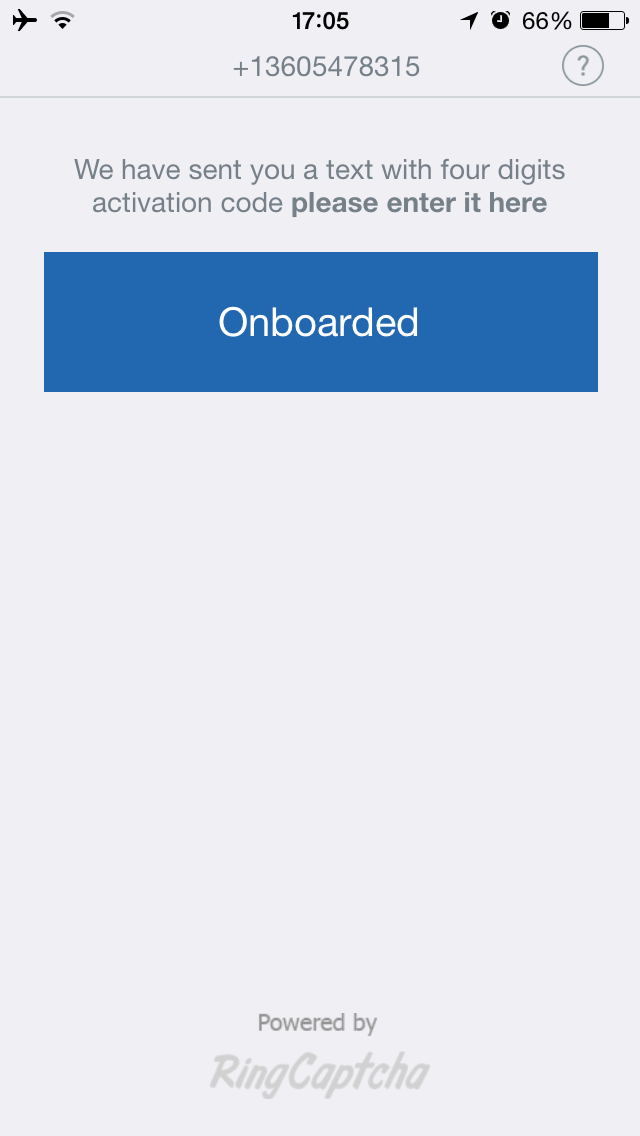 17:05
66%
+13605478315
?
We have sent you a text with four digits
activation code please enter it here
Onboarded
Powered by
RingCaptcha